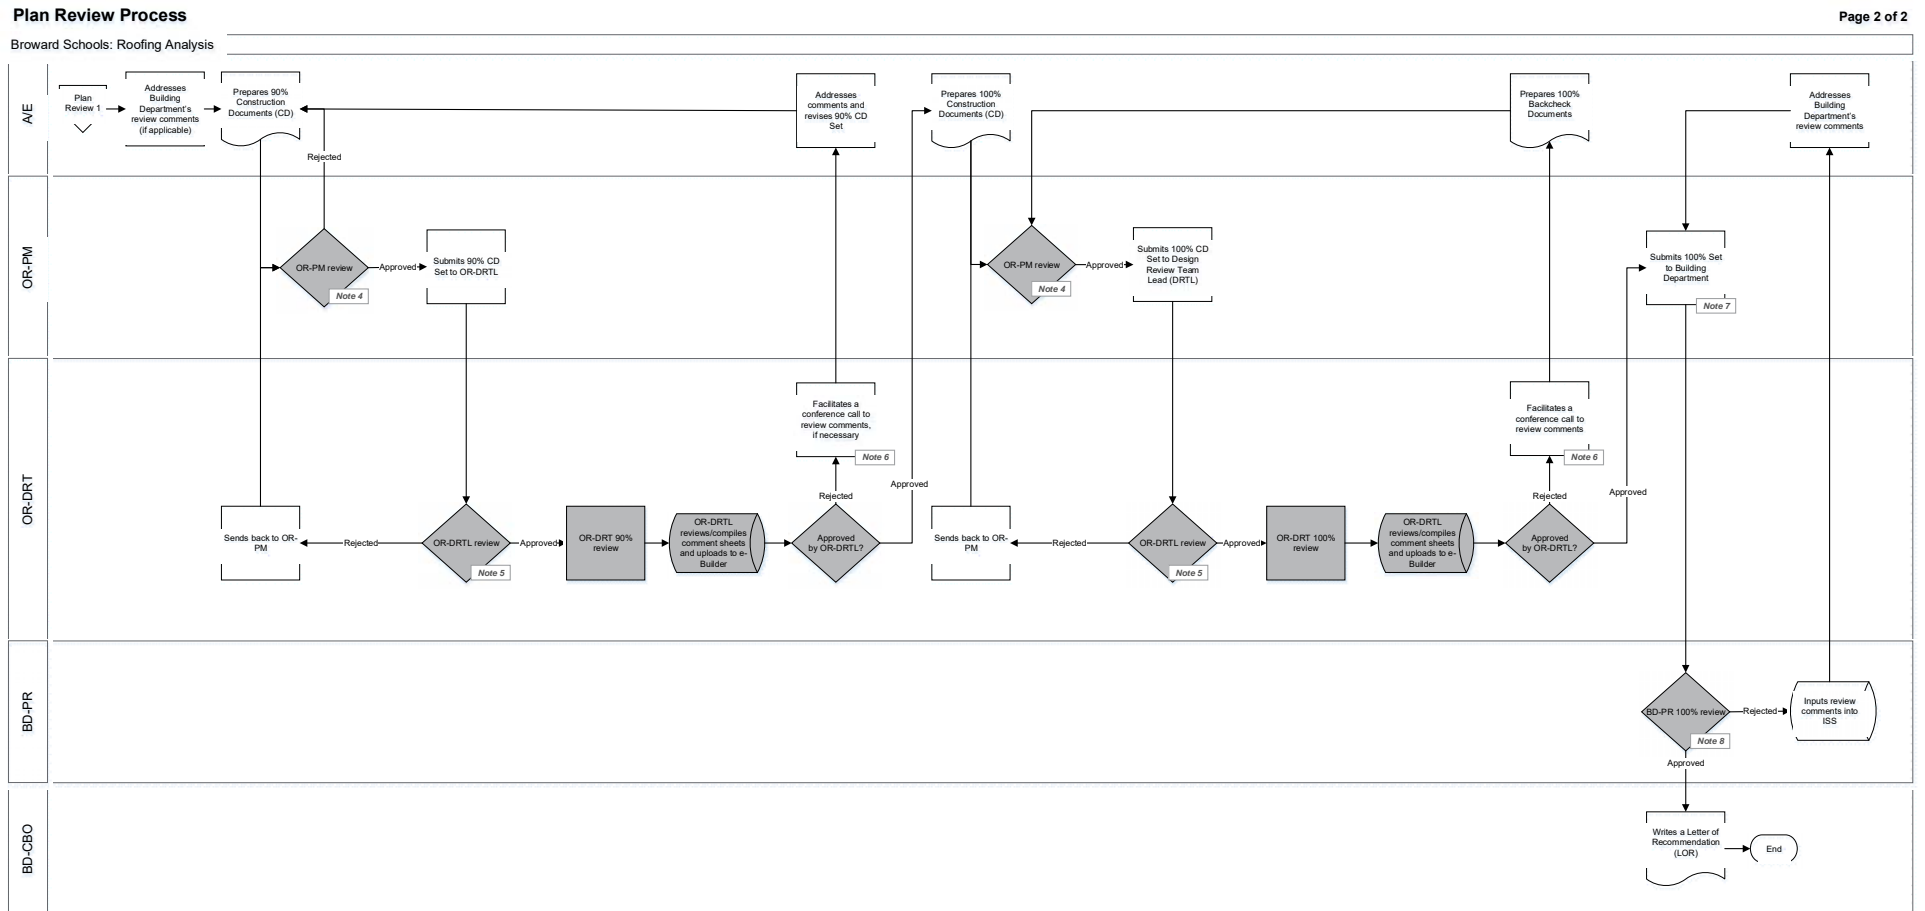 Plan Review Process
Page 2 of 2
Broward Schools: Roofing Analysis
A/E
Plan
Review 1
Addresses
Building
Department's
review comments
(if applicable)
Prepares 90%
Construction
Documents (CD)
Rejected
Addresses
comments and
revises 90% CD
Set
Prepares 100%
Construction
Documents (CD)
Prepares 100%
Backcheck
Documents
Addresses
Building
Department's
review comments
OR-PM
OR-PM review
Note 4
Approved
Submits 90% CD
Set to OR-DRTL
OR-PM review
Note 4
Approved
Submits 100% CD
Set to Design
Review Team
Lead (DRTL)
Submits 100% Set
to Building
Department
Note 7
OR-DRT
Facilitates a
conference call to
review comments,
if necessary
Note 6
Rejected
Approved
Facilitates a
conference call to
review comments
Note 6
Rejected
Approved
Sends back to OR-
PM
Rejected
OR-DRTL review
Note 5
Approved
OR-DRT 90%
review
OR-DRTL
reviews/compiles
comment sheets
and uploads to e-
Builder
Approved
by OR-DRTL?
Sends back to OR-
PM
Rejected
OR-DRTL review
Note 5
Approved
OR-DRT 100%
review
OR-DRTL
reviews/compiles
comment sheets
and uploads to e-
Builder
Approved
by OR-DRTL?
BD-PR
BD-PR 100% review
Note 8
Rejected
Inputs review
comments into
ISS
Approved
BD-CBO
Writes a Letter of
Recommendation
(LOR)
End